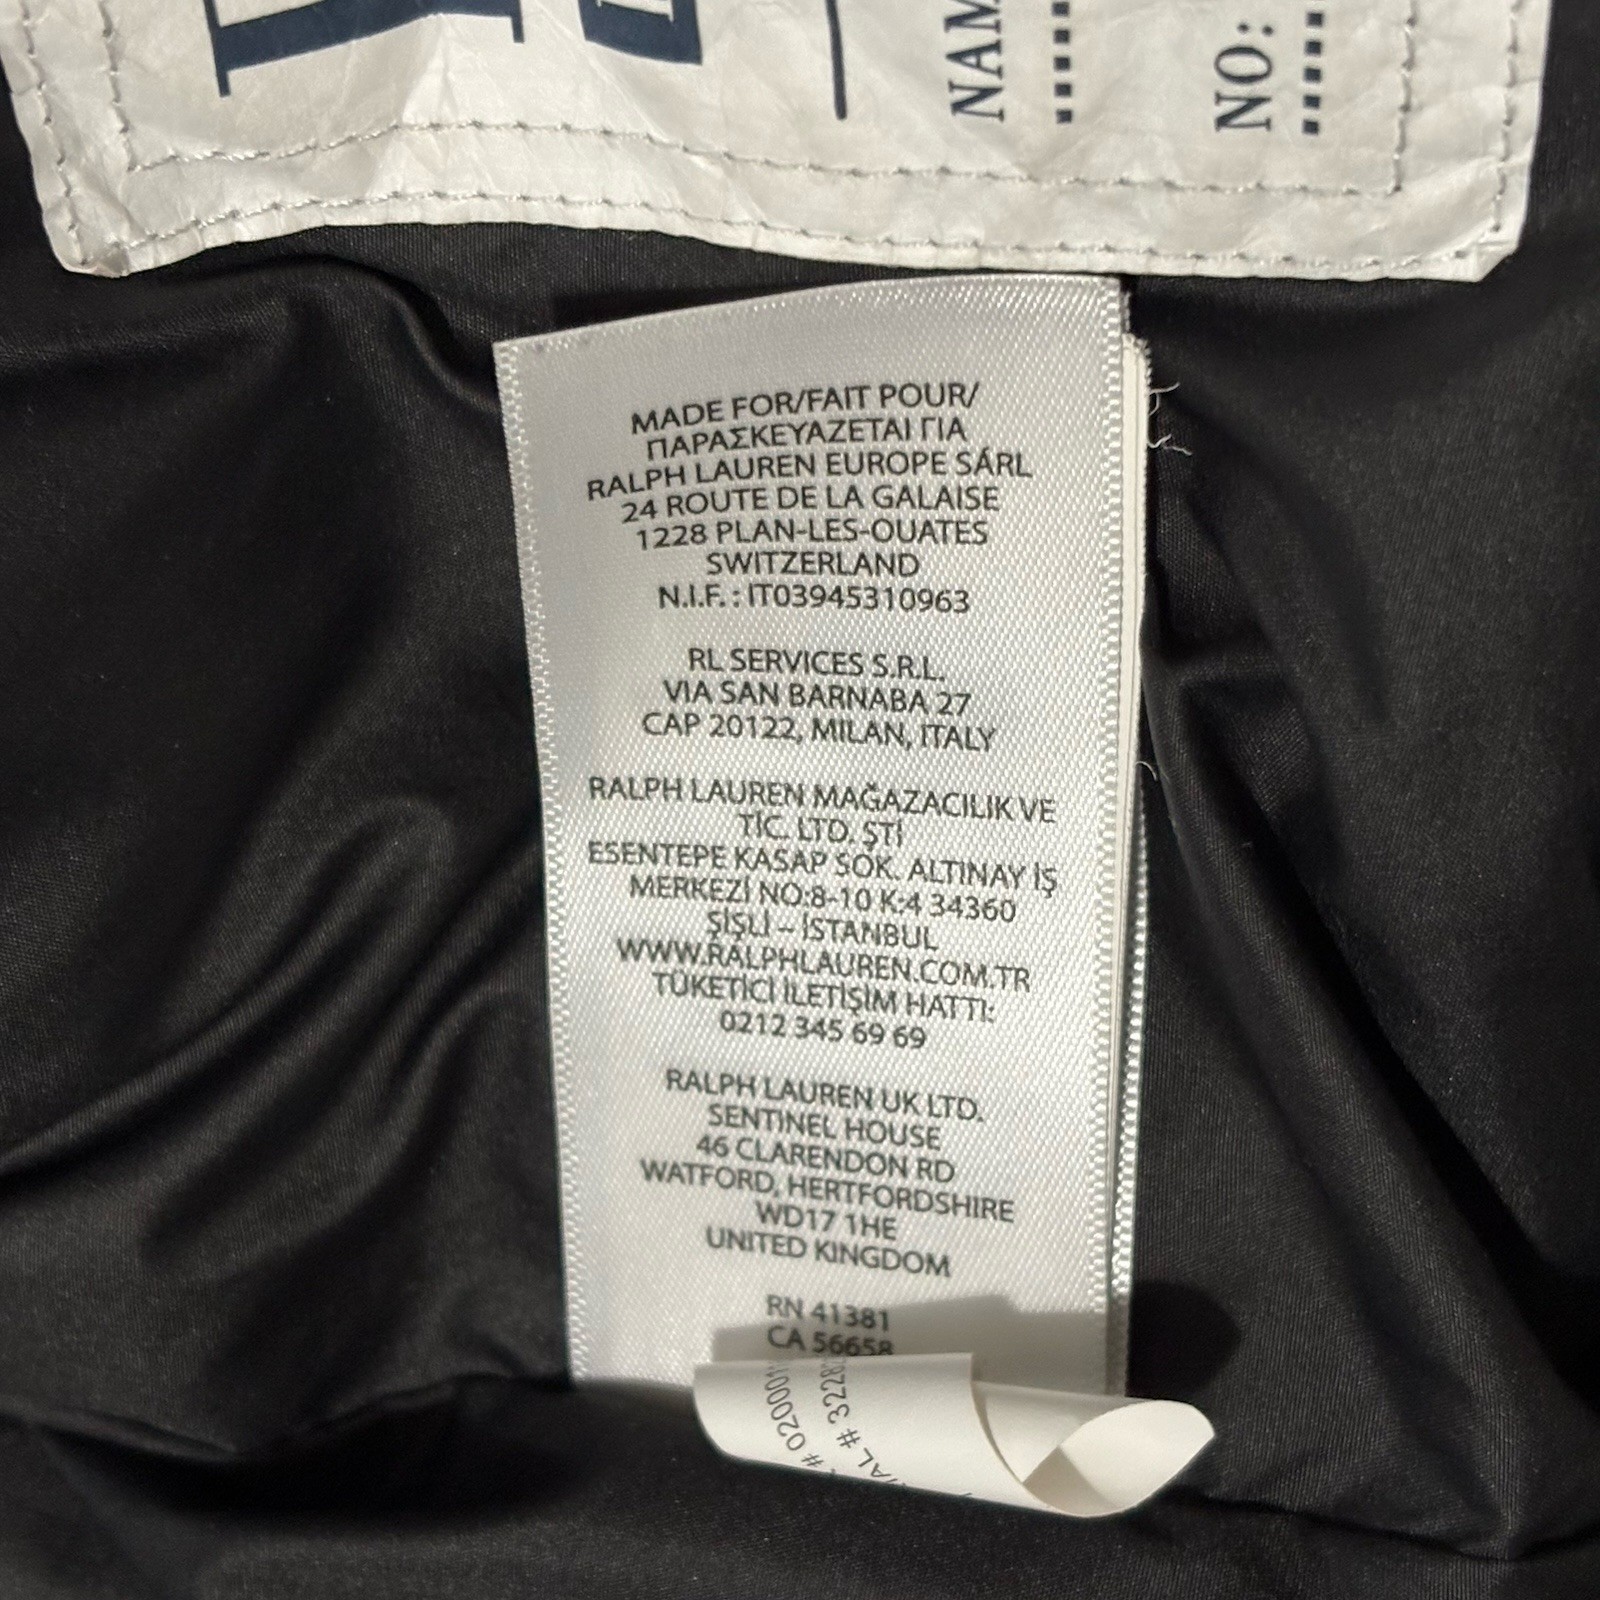 NO:
MADE FOR/FAIT POUR/
ΠΑΡΑΣΚΕΥΑΖΕΤΑΙ ΓΙΑ
RALPH LAUREN EUROPE SÁRL
24 ROUTE DE LA GALAISE
1228 PLAN-LES-OUATES
SWITZERLAND
N.I.F. : IT03945310963
RL SERVICES S.R.L.
VIA SAN BARNABA 27
CAP 20122, MILAN, ITALY
RALPH LAUREN MAĞAZACILIK VE
TİC. LTD. ŞTİ
ESENTEPE KASAP SOK. ALTINAY İŞ
MERKEZİ NO:8-10 K:4 34360
ŞİŞLİ – İSTANBUL
WWW.RALPHLAUREN.COM.TR
TÜKETİCİ İLETİŞİM HATTI:
0212 345 69 69
RALPH LAUREN UK LTD.
SENTINEL HOUSE
46 CLARENDON RD
WATFORD, HERTFORDSHIRE
WD17 1HE
UNITED KINGDOM
RN 41381
CA 56658